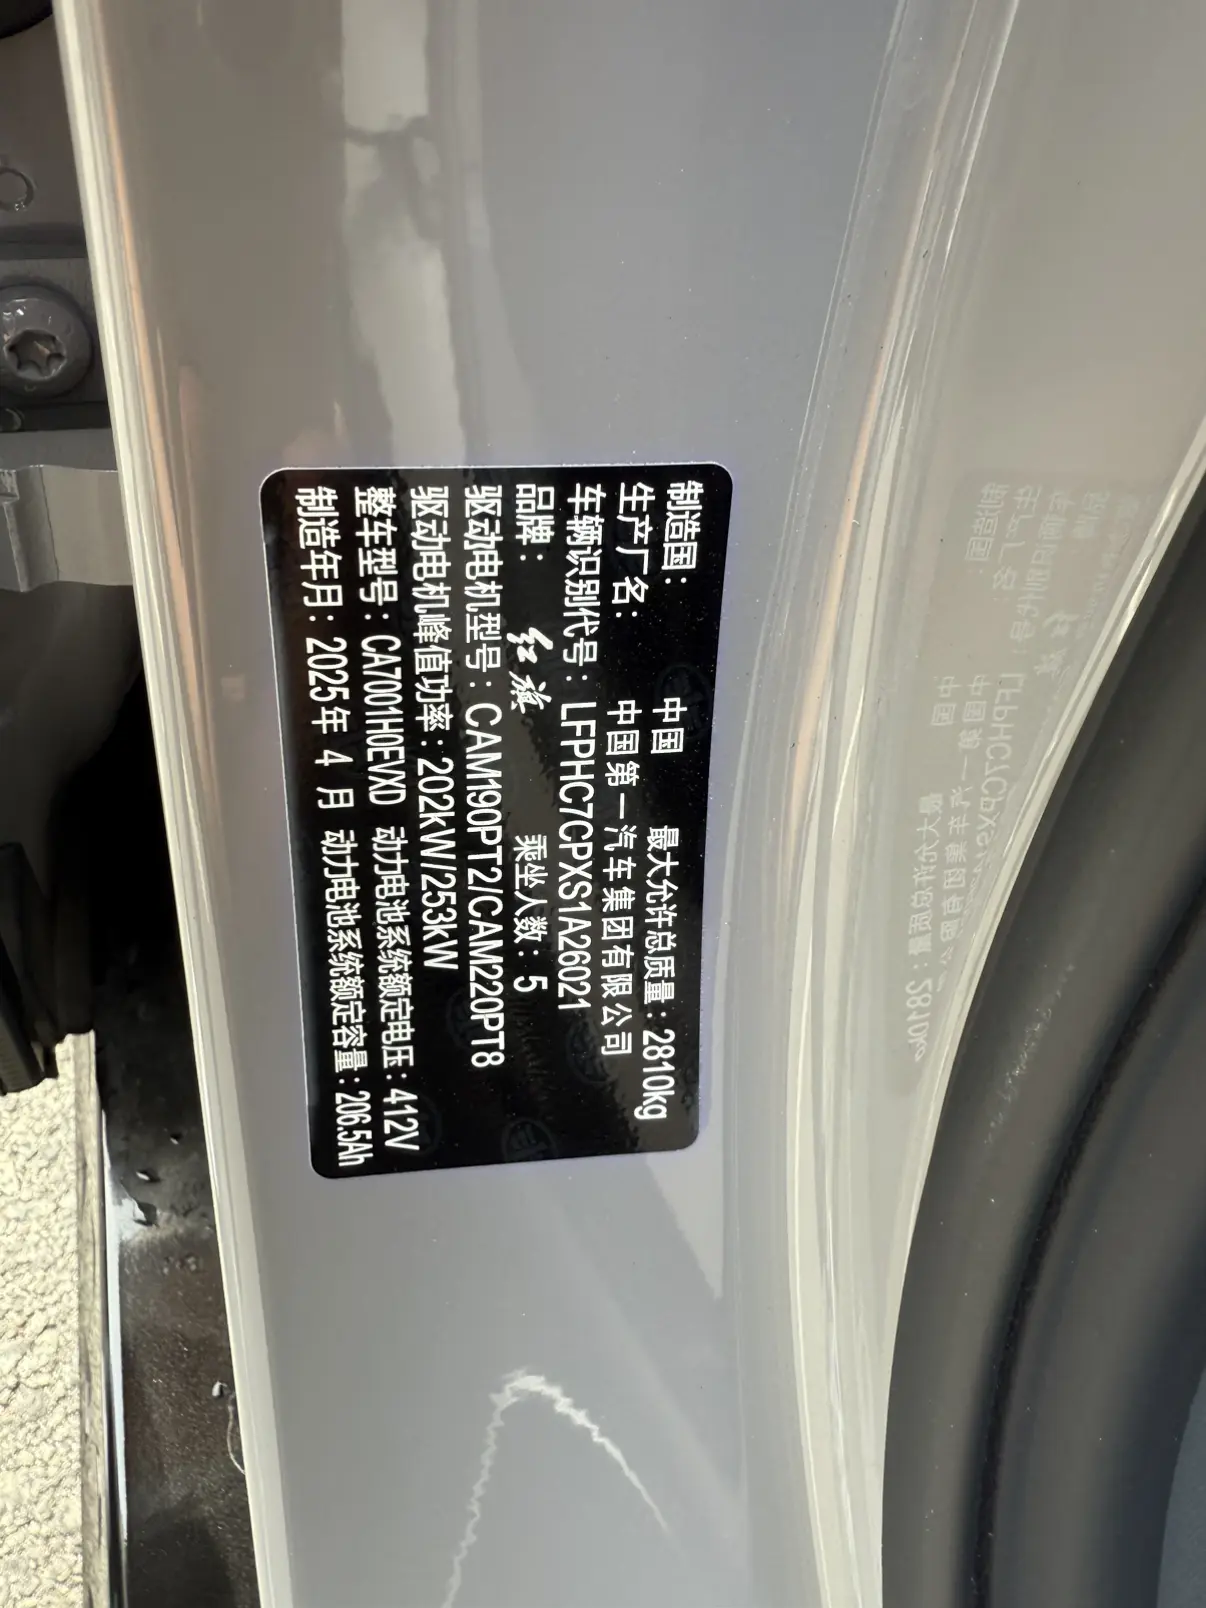 制造国： 中国 最大允许总质量：2810kg
生产厂名： 中国第一汽车集团有限公司
车辆识别代号：LFPHC7CPXS1A26021
品牌： 红旗 乘坐人数：5
驱动电机型号：CAM190PT2/CAM220PT8
驱动电机峰值功率：202kW/253kW
整车型号：CA7001H0EVXD 动力电池系统额定电压：412V
制造年月：2025年 4 月 动力电池系统额定容量：206.5Ah